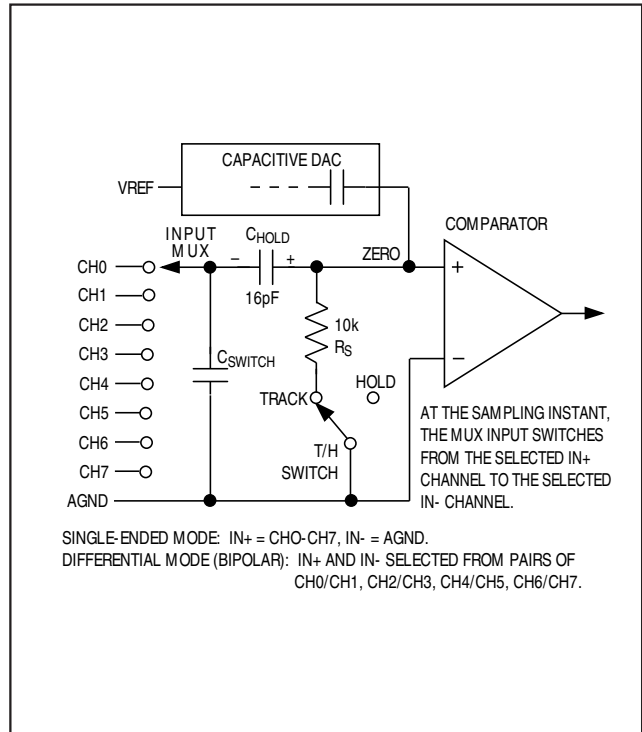 CAPACITIVE DAC
VREF
COMPARATOR
INPUT
MUX
CHOLD
ZERO
– +
+
CH0
16pF
CH1
10k
RS
CH2
CSWITCH
–
CH3
HOLD
CH4
TRACK
CH5
AT THE SAMPLING INSTANT,
THE MUX INPUT SWITCHES
FROM THE SELECTED IN+
CHANNEL TO THE SELECTED
IN- CHANNEL.
CH6
T/H
SWITCH
CH7
AGND
SINGLE-ENDED MODE: IN+ = CHO-CH7, IN- = AGND.
DIFFERENTIAL MODE (BIPOLAR): IN+ AND IN- SELECTED FROM PAIRS OF
CH0/CH1, CH2/CH3, CH4/CH5, CH6/CH7.